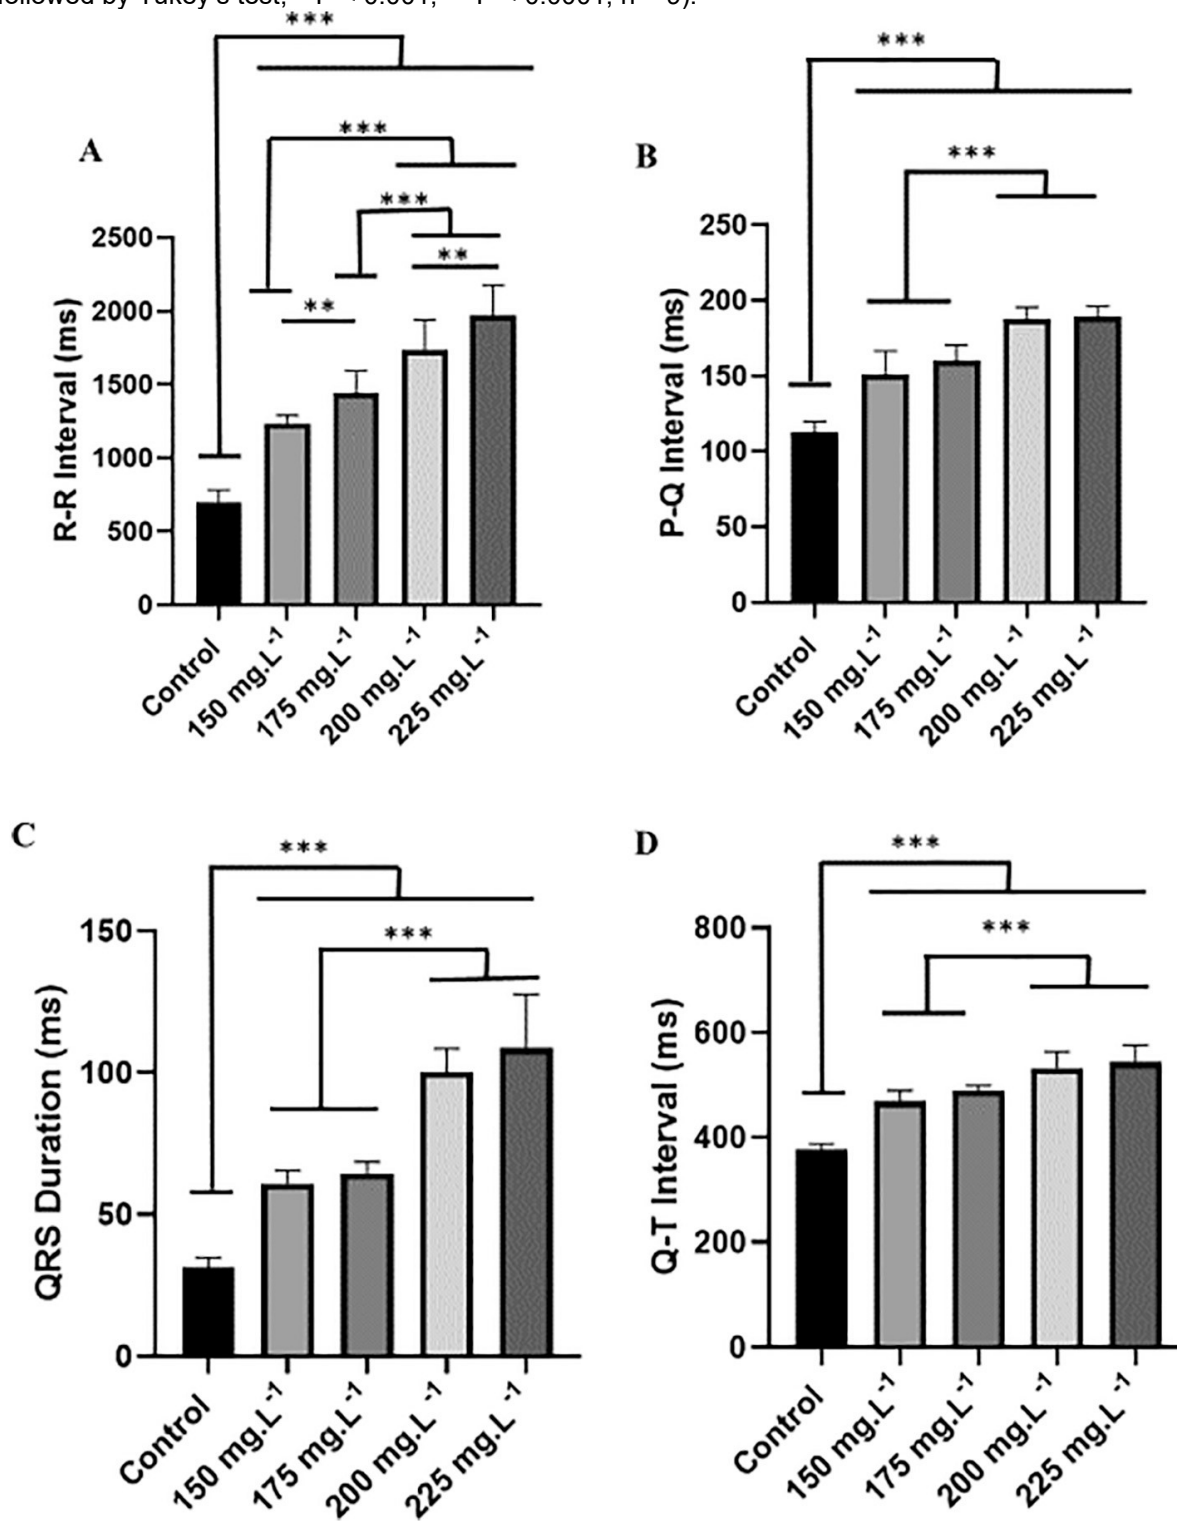 followed by Tukey's test,
***
***
A
***
**
**
2500
2000
1500
1000
500
0
R-R Interval (ms)
Control
150 mg.L-1
175 mg.L-1
200 mg.L-1
225 mg.L-1
***
B
***
250
200
150
100
50
0
P-Q Interval (ms)
Control
150 mg.L-1
175 mg.L-1
200 mg.L-1
225 mg.L-1
C
***
***
150
100
50
0
QRS Duration (ms)
Control
150 mg.L-1
175 mg.L-1
200 mg.L-1
225 mg.L-1
D
***
***
800
600
400
200
0
Q-T Interval (ms)
Control
150 mg.L-1
175 mg.L-1
200 mg.L-1
225 mg.L-1